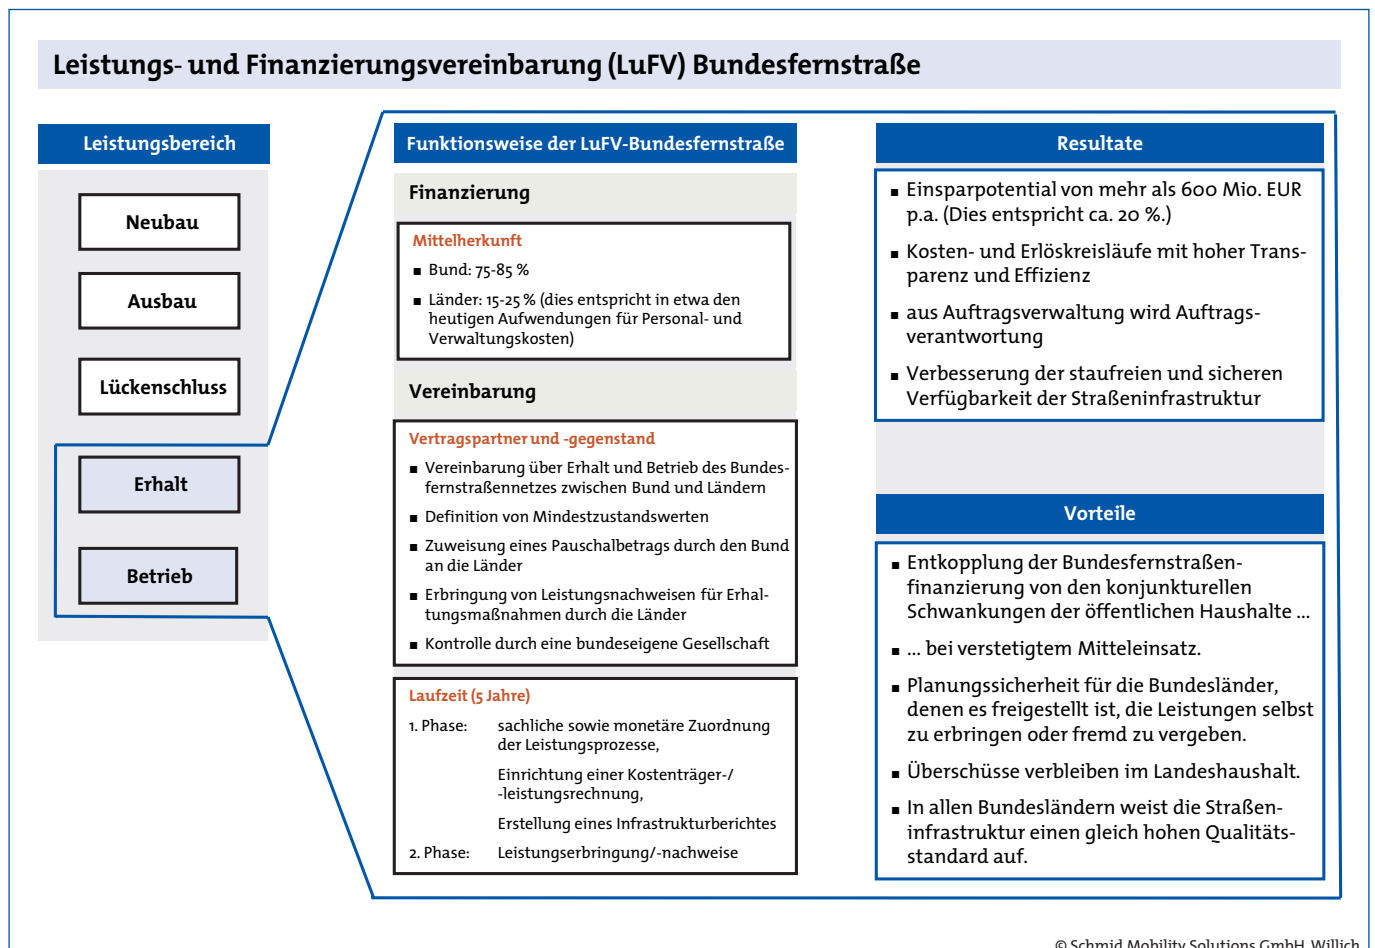 Leistungs- und Finanzierungsvereinbarung (LuFV) Bundesfernstraße
Leistungsbereich
Neubau
Ausbau
Lückenschluss
Erhalt
Betrieb
Funktionsweise der LuFV-Bundesfernstraße
Finanzierung
Mittelherkunft
■ Bund: 75-85 %
■ Länder: 15-25 % (dies entspricht in etwa den
heutigen Aufwendungen für Personal- und
Verwaltungskosten)
Vereinbarung
Vertragspartner und -gegenstand
■ Vereinbarung über Erhalt und Betrieb des Bundes-
fernstraßennetzes zwischen Bund und Ländern
■ Definition von Mindestzustandswerten
■ Zuweisung eines Pauschalbetrags durch den Bund
an die Länder
■ Erbringung von Leistungsnachweisen für Erhal-
tungsmaßnahmen durch die Länder
■ Kontrolle durch eine bundeseigene Gesellschaft
Laufzeit (5 Jahre)
1. Phase: sachliche sowie monetäre Zuordnung
der Leistungsprozesse,
Einrichtung einer Kostenträger-/
-leistungsrechnung,
Erstellung eines Infrastrukturberichtes
2. Phase: Leistungserbringung/-nachweise
Resultate
■ Einsparpotential von mehr als 600 Mio. EUR
p.a. (Dies entspricht ca. 20 %.)
■ Kosten- und Erlöskreisläufe mit hoher Trans-
parenz und Effizienz
■ aus Auftragsverwaltung wird Auftrags-
verantwortung
■ Verbesserung der staufreien und sicheren
Verfügbarkeit der Straßeninfrastruktur
Vorteile
■ Entkopplung der Bundesfernstraßen-
finanzierung von den konjunkturellen
Schwankungen der öffentlichen Haushalte ...
■ ... bei verstetigtem Mitteleinsatz.
■ Planungssicherheit für die Bundesländer,
denen es freigestellt ist, die Leistungen selbst
zu erbringen oder fremd zu vergeben.
■ Überschüsse verbleiben im Landeshaushalt.
■ In allen Bundesländern weist die Straßen-
infrastruktur einen gleich hohen Qualitäts-
standard auf.
© Schmid Mobility Solutions GmbH, Willich